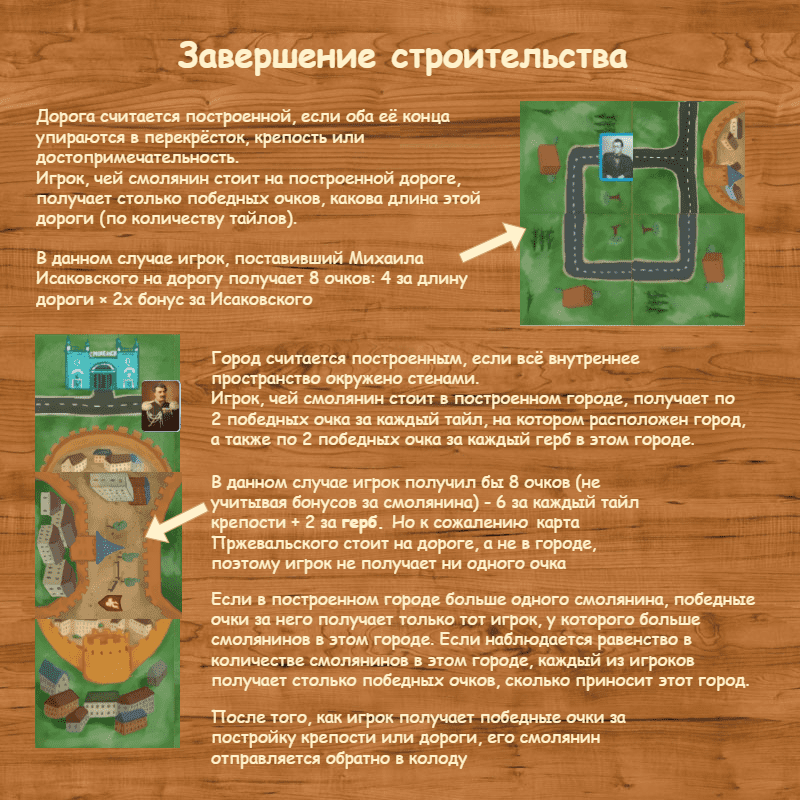 Завершение строительства
Дорога считается построенной, если оба её конца
упираются в перекрёсток, крепость или
достопримечательность.
Игрок, чей смолянин стоит на построенной дороге,
получает столько победных очков, какова длина этой
дороги (по количеству тайлов).
В данном случае игрок, поставивший Михаила
Исаковского на дорогу получает 8 очков: 4 за длину
дороги × 2х бонус за Исаковского
Город считается построенным, если всё внутреннее
пространство окружено стенами.
Игрок, чей смолянин стоит в построенном городе, получает по
2 победных очка за каждый тайл, на котором расположен город,
а также по 2 победных очка за каждый герб в этом городе.
В данном случае игрок получил бы 8 очков (не
учитывая бонусов за смолянина) - 6 за каждый тайл
крепости + 2 за герб. Но к сожалению карта
Пржевальского стоит на дороге, а не в городе,
поэтому игрок не получает ни одного очка
Если в построенном городе больше одного смолянина, победные
очки за него получает только тот игрок, у которого больше
смолянинов в этом городе. Если наблюдается равенство в
количестве смолянинов в этом городе, каждый из игроков
получает столько победных очков, сколько приносит этот город.
После того, как игрок получает победные очки за
постройку крепости или дороги, его смолянин
отправляется обратно в колоду